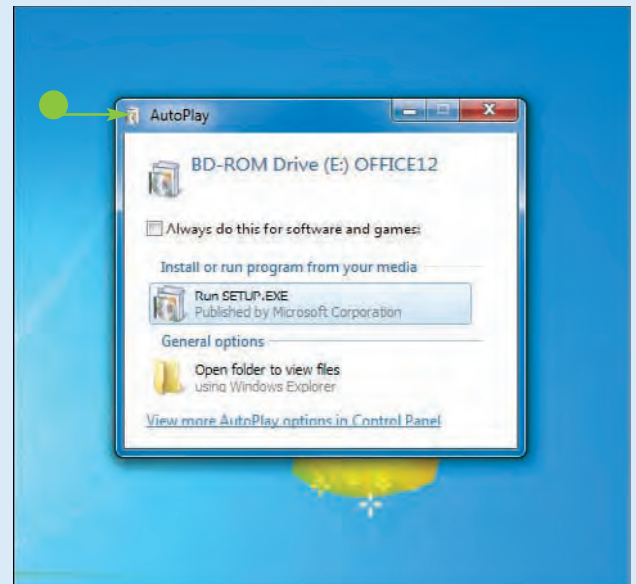 AutoPlay
BD-ROM Drive (E:) OFFICE12
Always do this for software and games:
Install or run program from your media
Run SETUP.EXE
Published by Microsoft Corporation
General options
Open folder to view files
using Windows Explorer
View more AutoPlay options in Control Panel